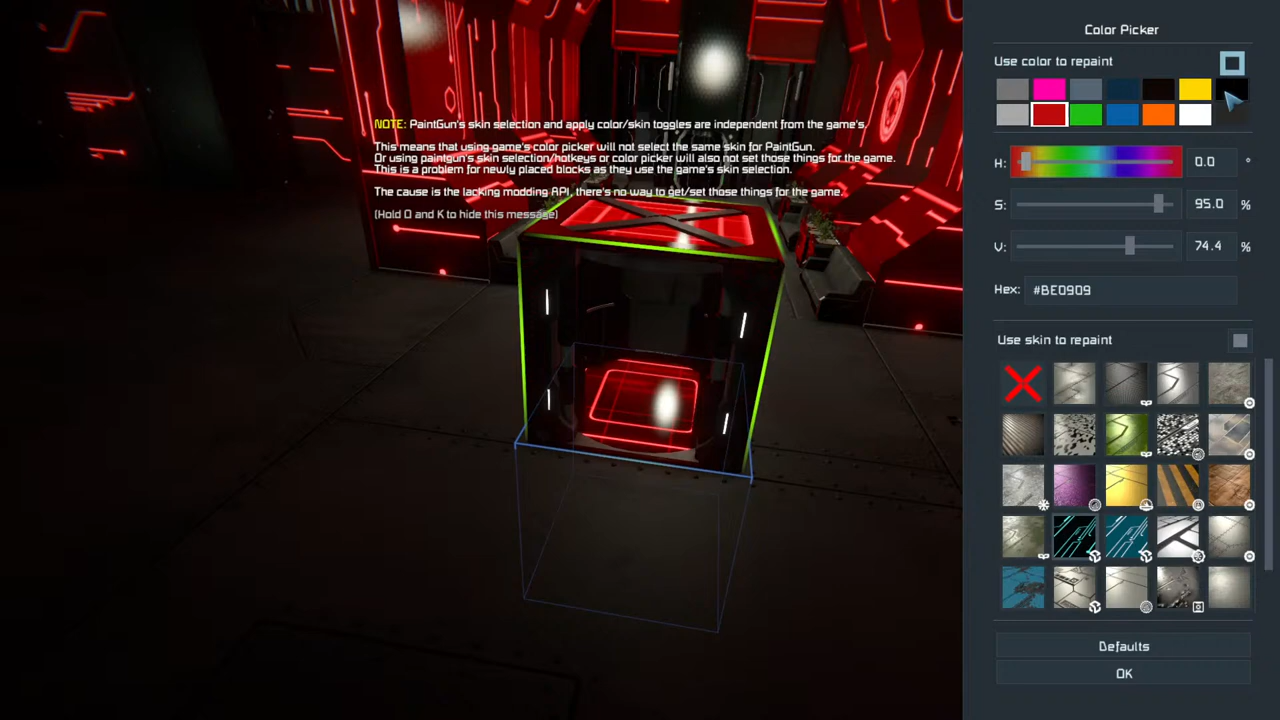 Color Picker
Use color to repaint
NOTE: PaintGun's skin selection and apply color/skin toggles are independent from the game's.
This means that using game's color picker will not select the same skin for PaintGun.
Or using paintgun's skin selection/hotkeys or color picker will also not set those things for the game.
This is a problem for newly placed blocks as they use the game's skin selection.
The cause is the lacking modding API, there's no way to get/set those things for the game.
(Hold O and K to hide this message)
H: 0.0 °
S: 95.0 %
V: 74.4 %
Hex: #BE0909
Use skin to repaint
Defaults
OK